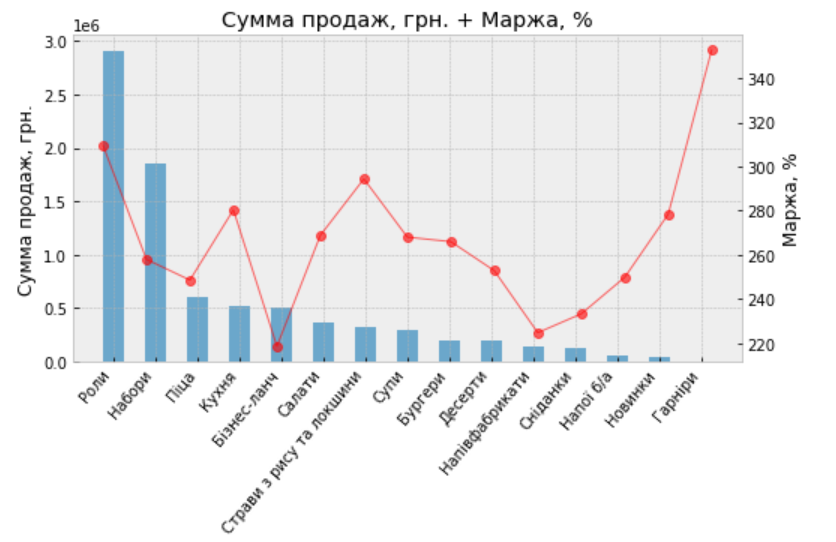 Сумма продаж, грн. + Маржа, %
1e6
Сумма продаж, грн.
3.0
2.5
2.0
1.5
1.0
0.5
0.0
340
320
300
280
260
240
220
Маржа, %
Роли
Набори
Піца
Кухня
Бізнес-ланч
Салати
Страви з рису та локшини
Супи
Бургери
Десерти
Напівфабрикати
Сніданки
Напої б/а
Новинки
Гарніри